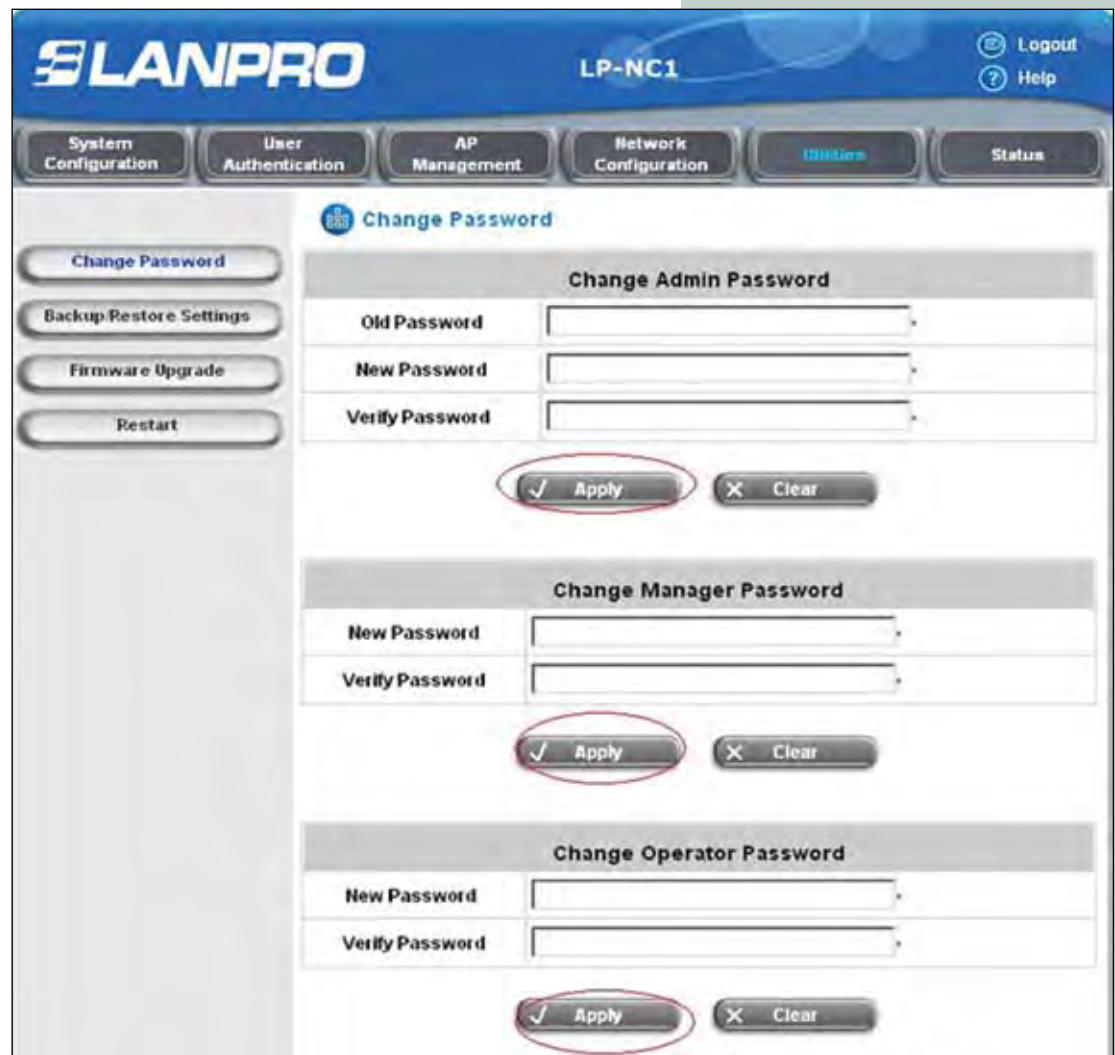 LANPRO
LP-NC1
Logout
? Help
System Configuration
User Authentication
AP Management
Network Configuration
Utilities
Status
Change Password
Backup/Restore Settings
Firmware Upgrade
Restart
Change Password
Change Admin Password
Old Password *
New Password *
Verify Password *
Apply
Clear
Change Manager Password
New Password *
Verify Password *
Apply
Clear
Change Operator Password
New Password *
Verify Password *
Apply
Clear